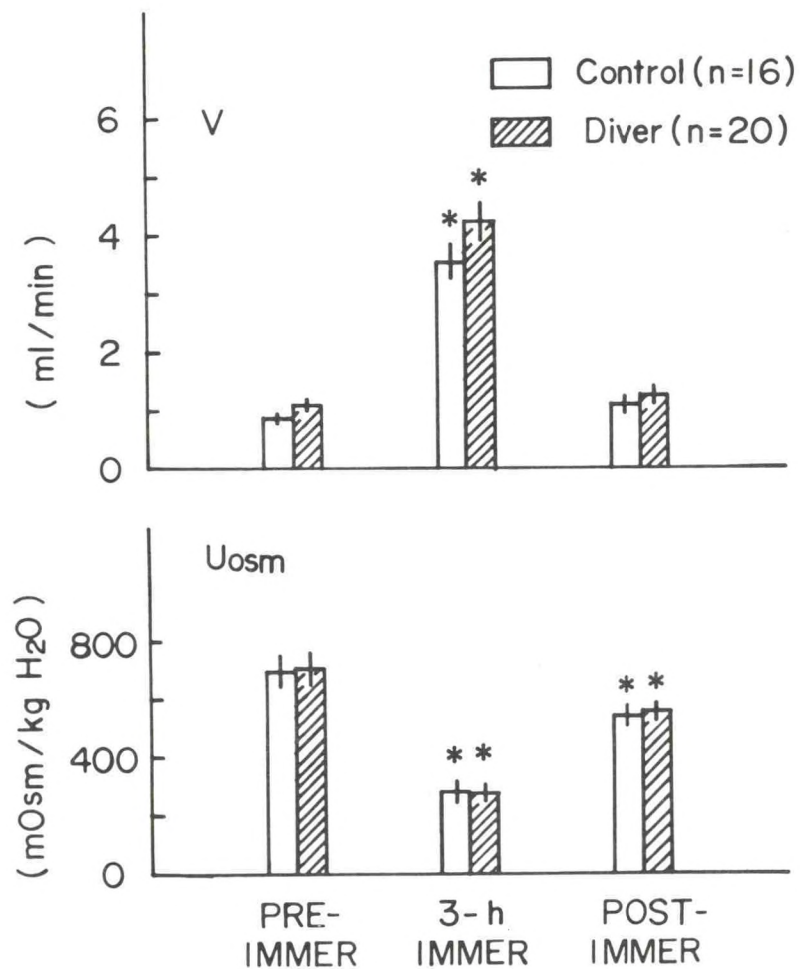 Control (n=16)
Diver (n=20)
V
6
4
2
0
(ml/min)
* *
Uosm
800
400
0
(mOsm/kg H2O)
* *
* *
PRE-IMMER
3-h IMMER
POST-IMMER